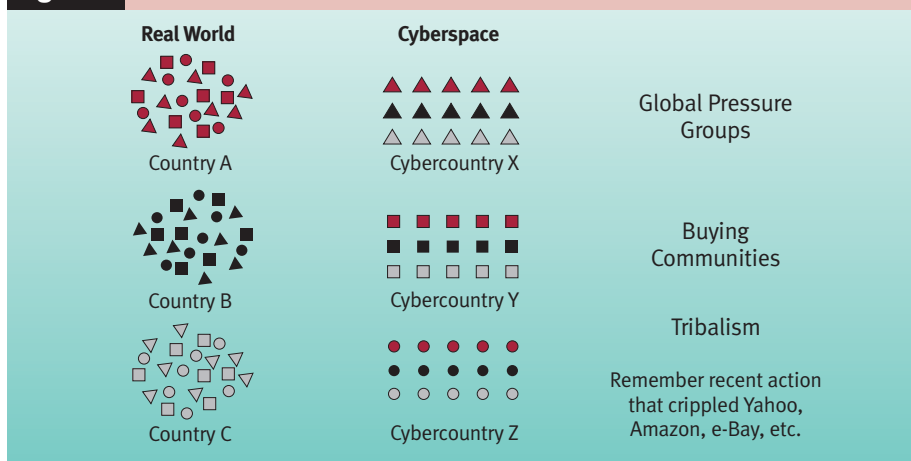 Real World
Cyberspace
Country A
Cybercountry X
Global Pressure
Groups
Country B
Cybercountry Y
Buying
Communities
Country C
Cybercountry Z
Tribalism
Remember recent action
that crippled Yahoo,
Amazon, e-Bay, etc.